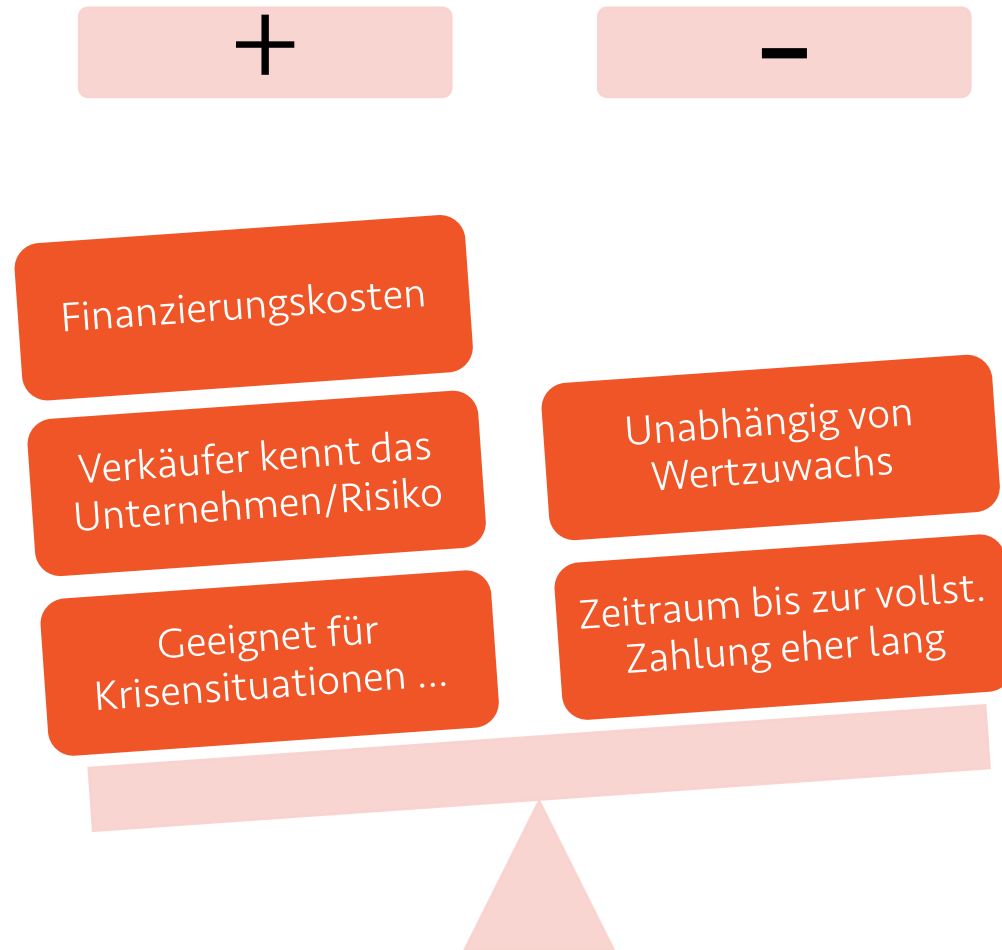 +
–
Finanzierungskosten
Verkäufer kennt das
Unternehmen/Risiko
Geeignet für
Krisensituationen ...
Unabhängig von
Wertzuwachs
Zeitraum bis zur vollst.
Zahlung eher lang